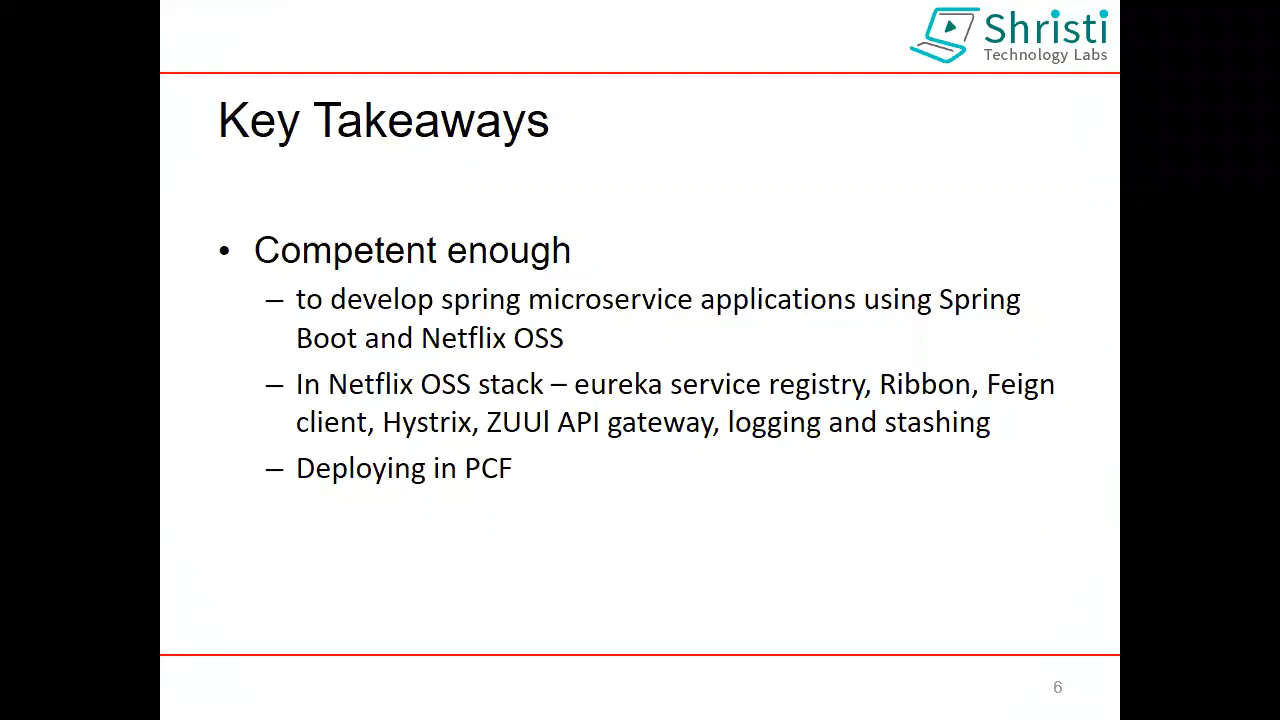 Shristi
Technology Labs
Key Takeaways
• Competent enough
– to develop spring microservice applications using Spring
Boot and Netflix OSS
– In Netflix OSS stack – eureka service registry, Ribbon, Feign
client, Hystrix, ZUUl API gateway, logging and stashing
– Deploying in PCF
6